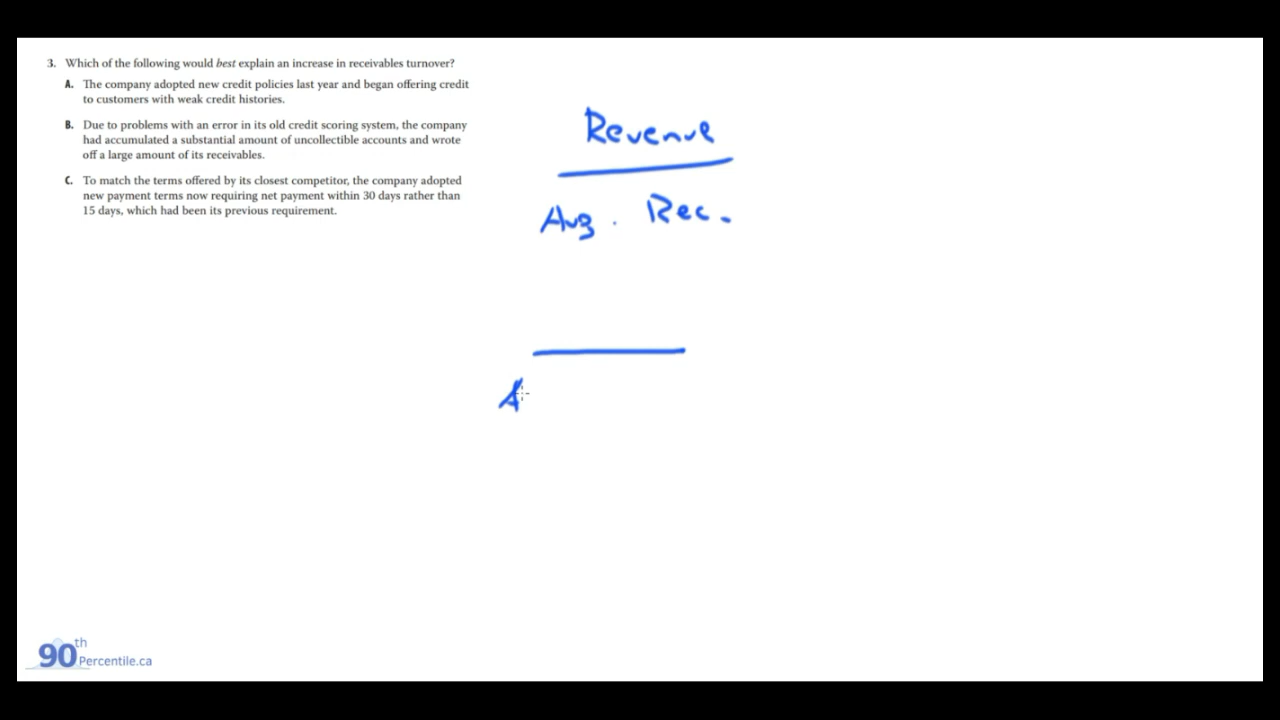 3. Which of the following would best explain an increase in receivables turnover?
A. The company adopted new credit policies last year and began offering credit
to customers with weak credit histories.
B. Due to problems with an error in its old credit scoring system, the company
had accumulated a substantial amount of uncollectible accounts and wrote
off a large amount of its receivables.
C. To match the terms offered by its closest competitor, the company adopted
new payment terms now requiring net payment within 30 days rather than
15 days, which had been its previous requirement.
Revenue
Avg. Rec.
A
90th
Percentile.ca